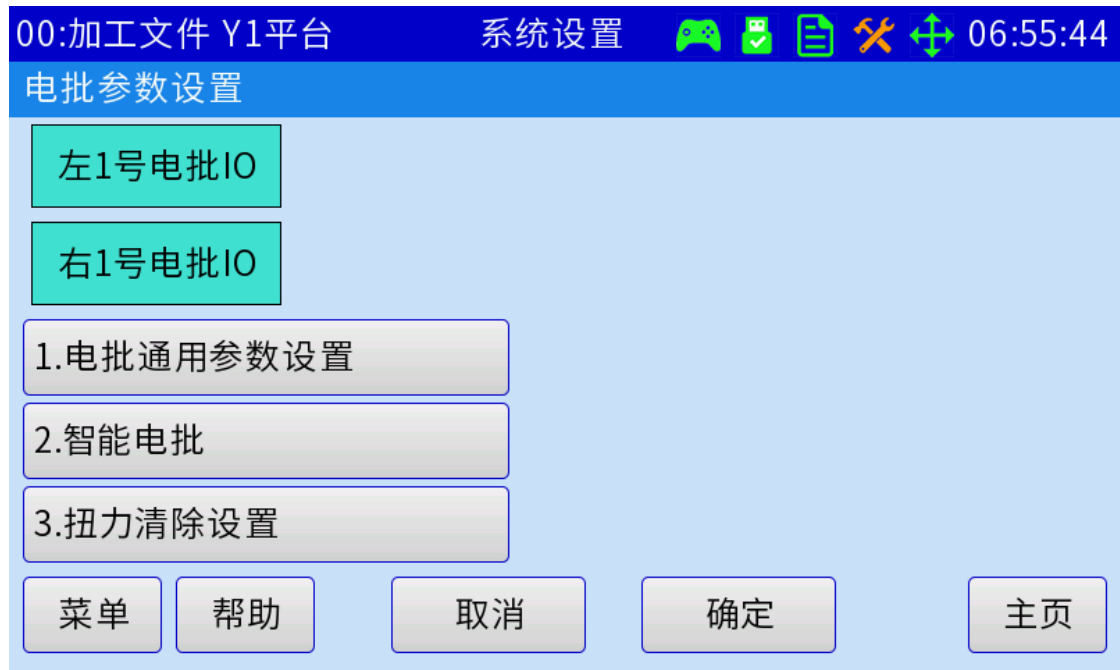 00:加工文件 Y1平台 系统设置 06:55:44
电批参数设置
左1号电批IO
右1号电批IO
1.电批通用参数设置
2.智能电批
3.扭力清除设置
菜单 帮助 取消 确定 主页